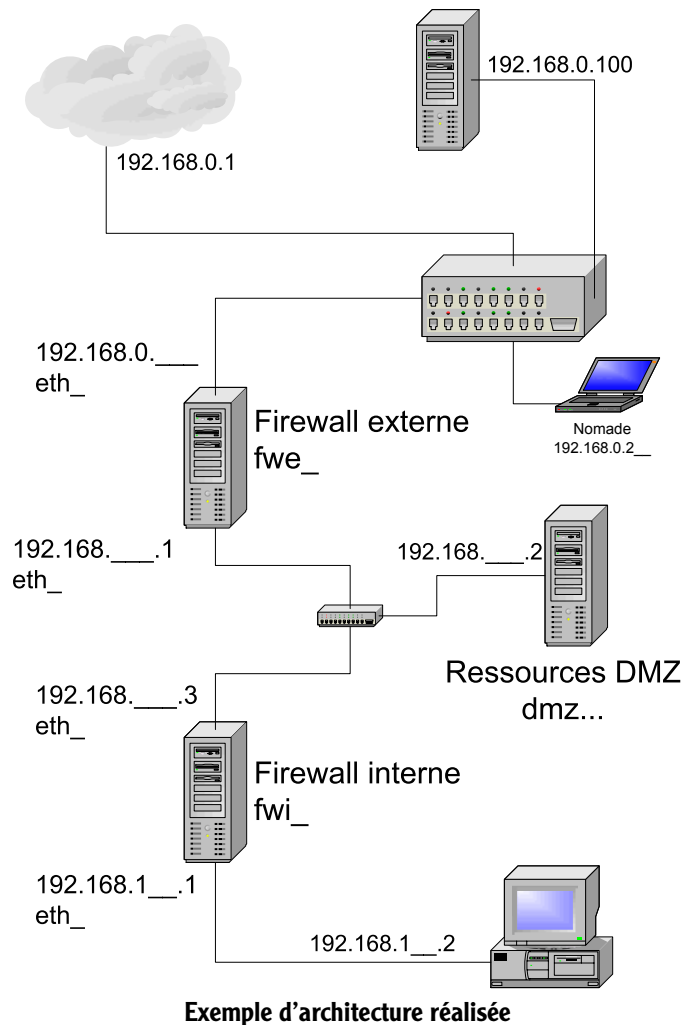 192.168.0.100
192.168.0.1
192.168.0.___
eth_
Firewall externe
fwe_
Nomade
192.168.0.2__
192.168.___.1
eth_
192.168.___.2
Ressources DMZ
dmz...
192.168.___.3
eth_
Firewall interne
fwi_
192.168.1__.1
eth_
192.168.1__.2
Exemple d'architecture réalisée